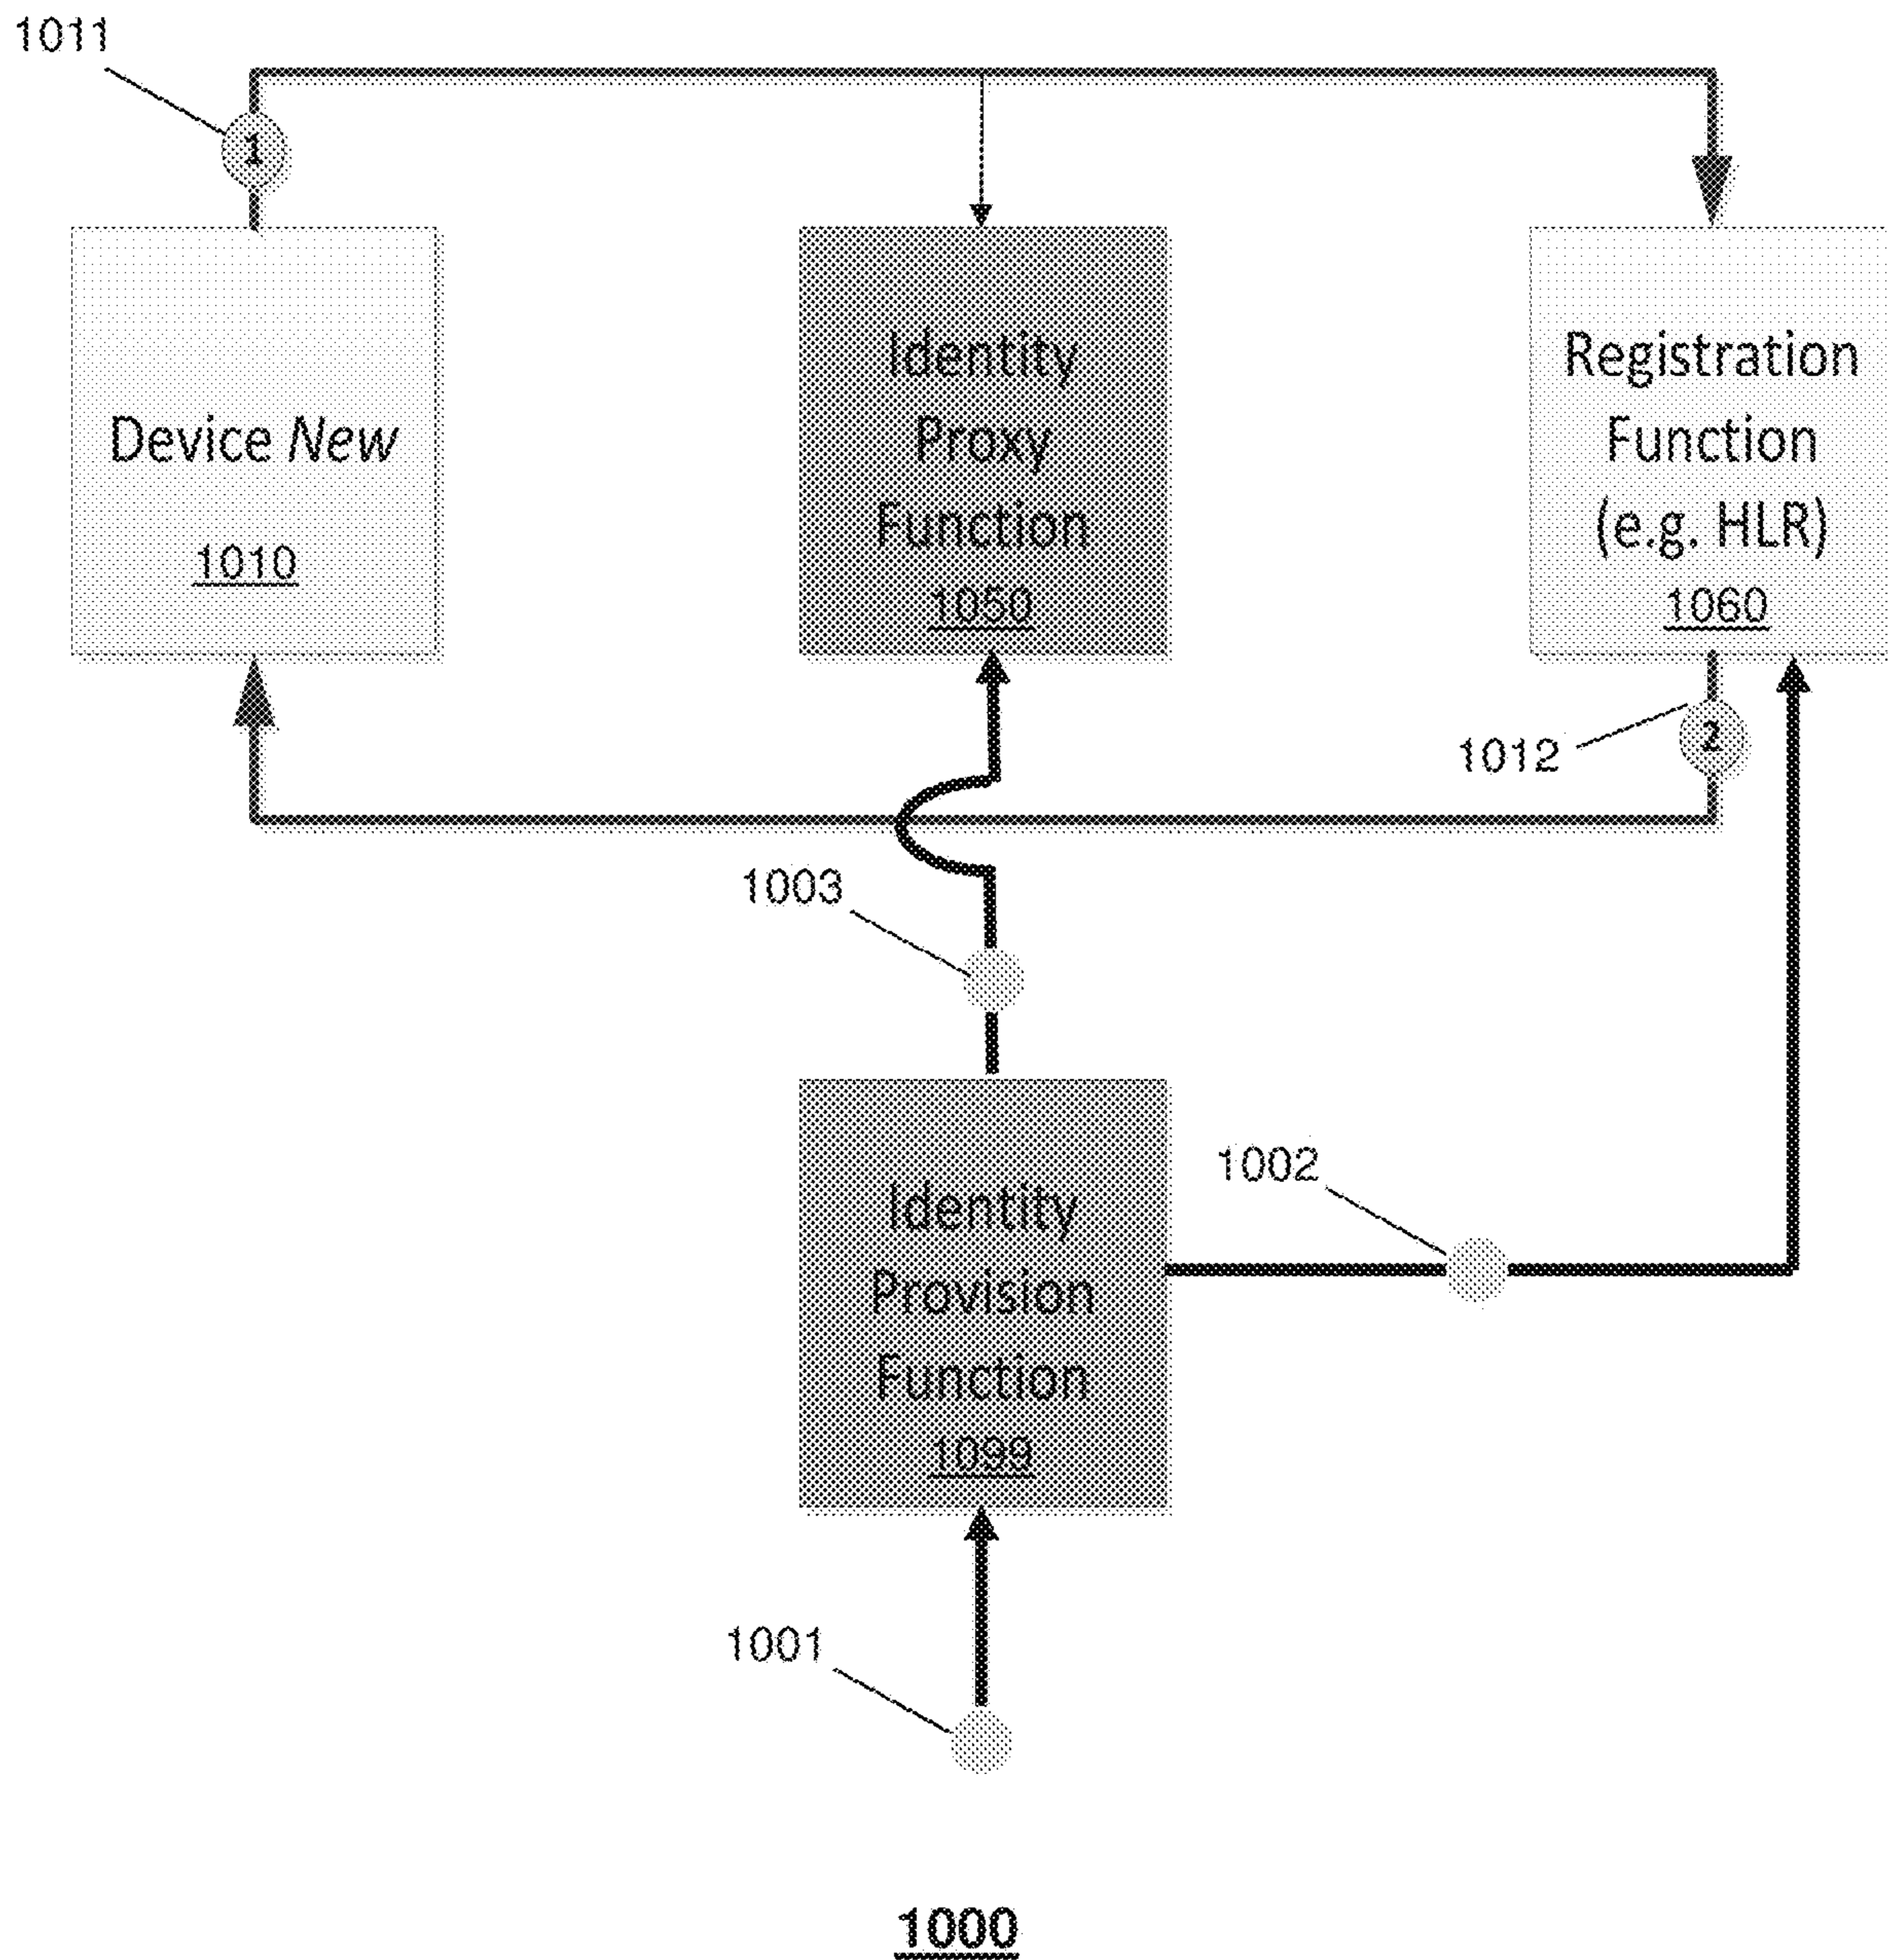 1011
1
Device New
1010
Identity
Proxy
Function
1050
Registration
Function
(e.g. HLR)
1060
1012
2
1003
Identity
Provision
Function
1099
1002
1001
1000